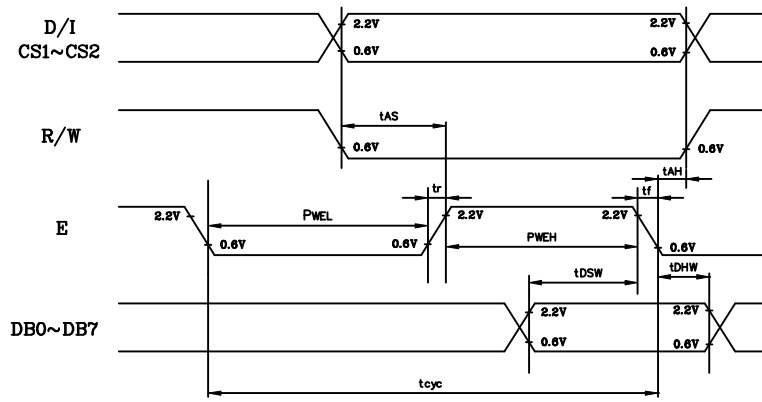 D/I
CS1~CS2
2.2V
0.6V
2.2V
0.6V
R/W
tAS
0.6V
0.6V
tAH
E
2.2V
0.6V
PWEL
0.6V
tr
2.2V
PWEH
2.2V
tf
0.6V
tDSW
tDHW
DB0~DB7
2.2V
0.6V
2.2V
0.6V
tcyc